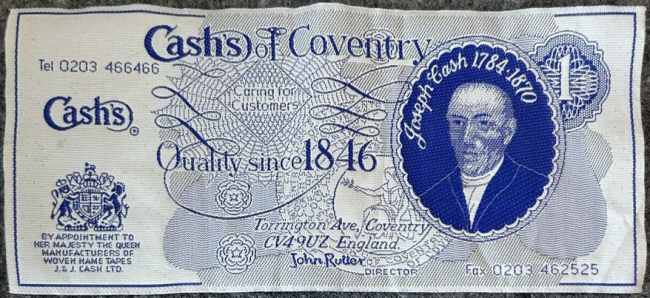 Cash's of Coventry
Tel 0203 466466
Caring for
Customers
Cash's®
Joseph Cash 1784-1870
1
Quality since 1846
BY APPOINTMENT TO
HER MAJESTY THE QUEEN
MANUFACTURERS OF
WOVEN NAME TAPES
J. & J. CASH LTD.
Torrington Ave, Coventry
CV4 9UZ England
John Rutter
DIRECTOR
Fax 0203 462525